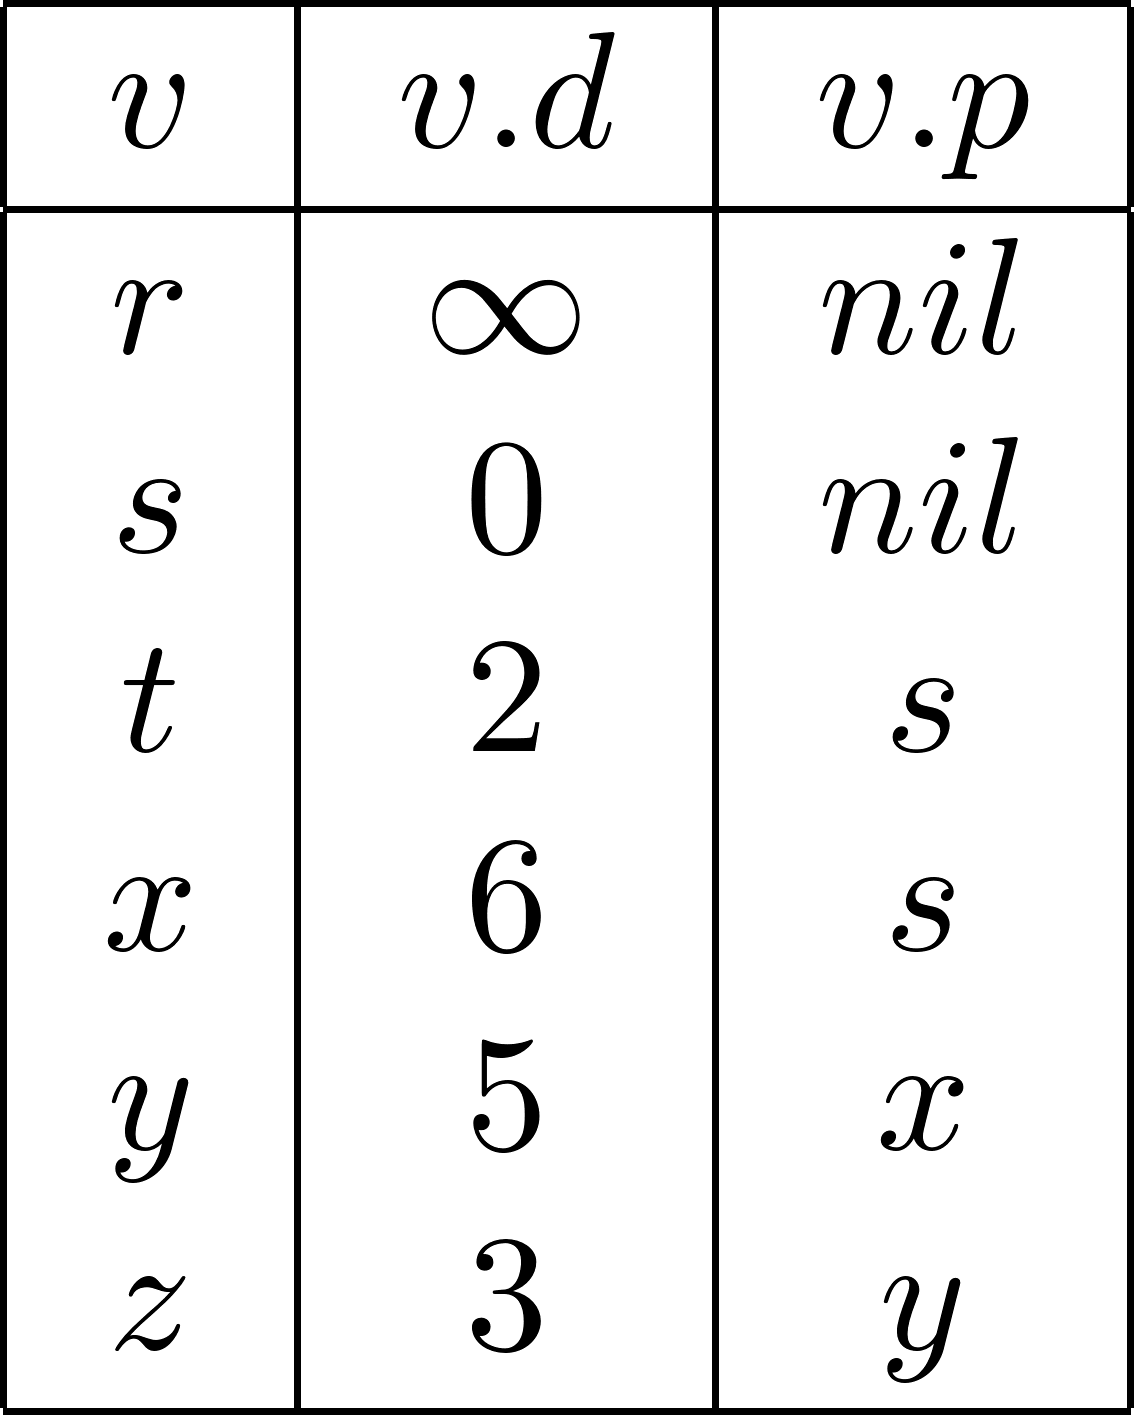 v v.d v.p
r ∞ nil
s 0 nil
t 2 s
x 6 s
y 5 x
z 3 y